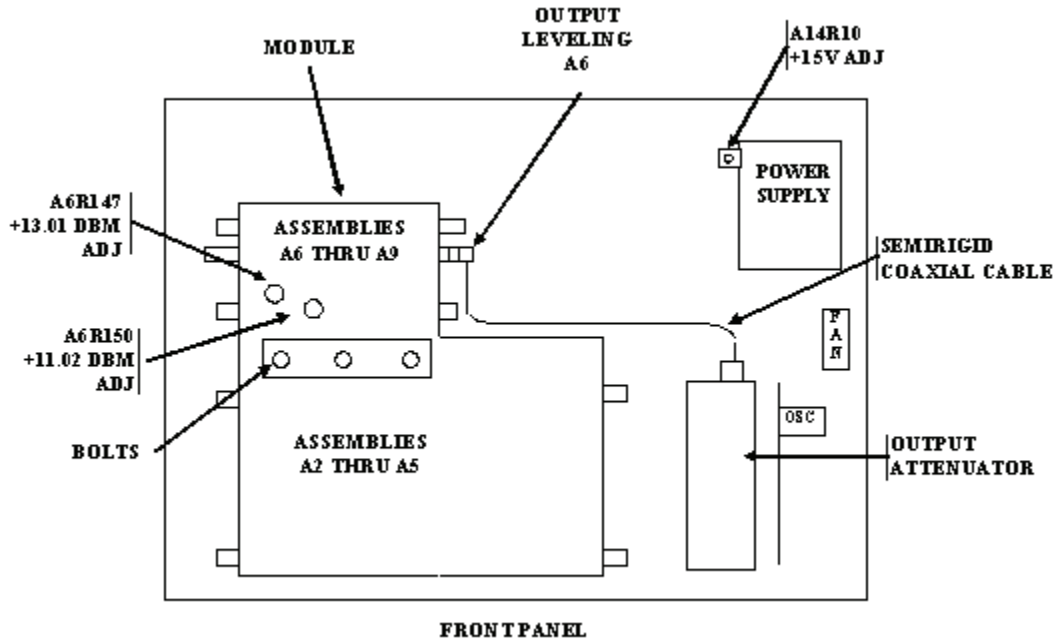 OUTPUT
LEVELING
A6
MODULE
A14R10
+15V ADJ
POWER
SUPPLY
A6R147
+13.01 DBM
ADJ
ASSEMBLIES
A6 THRU A9
SEMIRIGID
COAXIAL CABLE
A6R150
+11.02 DBM
ADJ
FAN
BOLTS
ASSEMBLIES
A2 THRU A5
OSC
OUTPUT
ATTENUATOR
FRONT PANEL